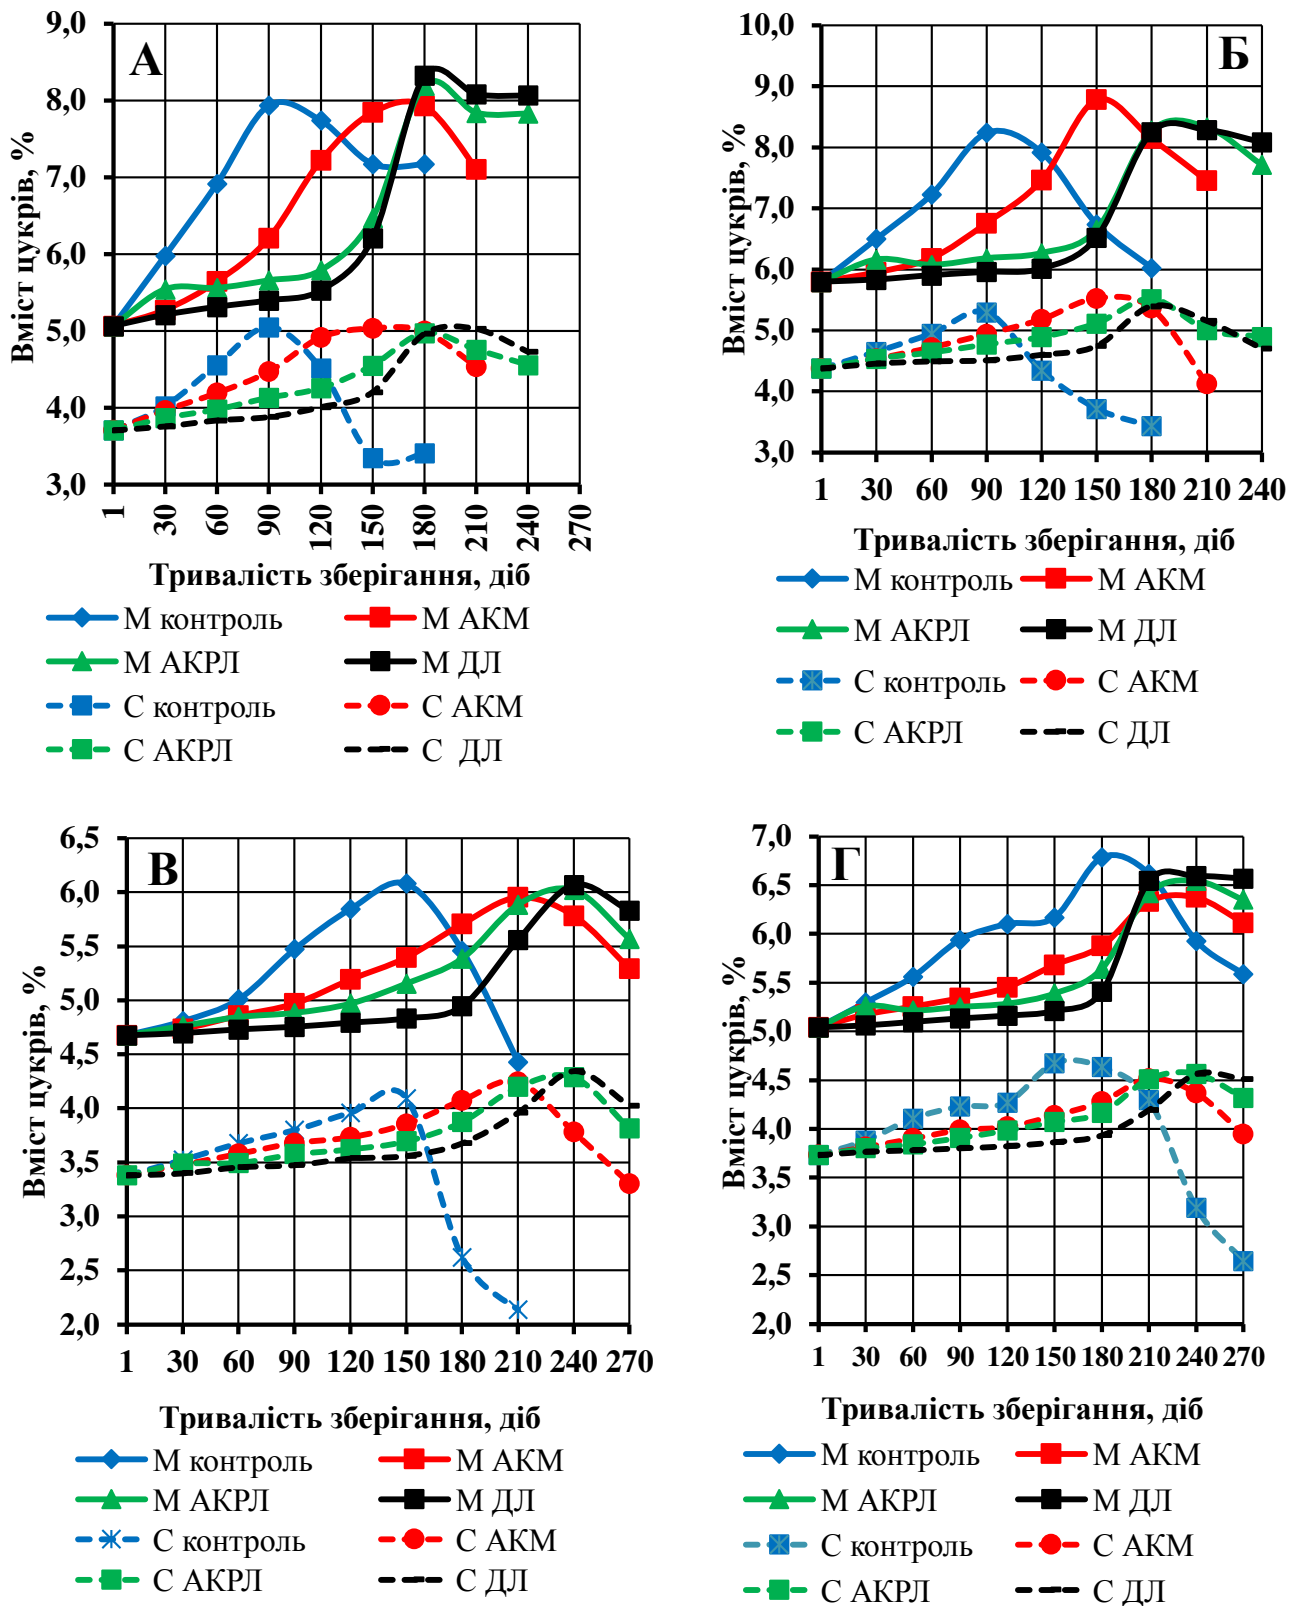 А
Вміст цукрів, %
9,0
8,0
7,0
6,0
5,0
4,0
3,0
1 30 60 90 120 150 180 210 240 270
Тривалість зберігання, діб
М контроль М АКМ
М АКРЛ М ДЛ
С контроль С АКМ
С АКРЛ С ДЛ
Б
Вміст цукрів, %
10,0
9,0
8,0
7,0
6,0
5,0
4,0
3,0
1 30 60 90 120 150 180 210 240
Тривалість зберігання, діб
М контроль М АКМ
М АКРЛ М ДЛ
С контроль С АКМ
С АКРЛ С ДЛ
В
Вміст цукрів, %
6,5
6,0
5,5
5,0
4,5
4,0
3,5
3,0
2,5
2,0
1 30 60 90 120 150 180 210 240 270
Тривалість зберігання, діб
М контроль М АКМ
М АКРЛ М ДЛ
С контроль С АКМ
С АКРЛ С ДЛ
Г
Вміст цукрів, %
7,0
6,5
6,0
5,5
5,0
4,5
4,0
3,5
3,0
2,5
2,0
1 30 60 90 120 150 180 210 240 270
Тривалість зберігання, діб
М контроль М АКМ
М АКРЛ М ДЛ
С контроль С АКМ
С АКРЛ С ДЛ